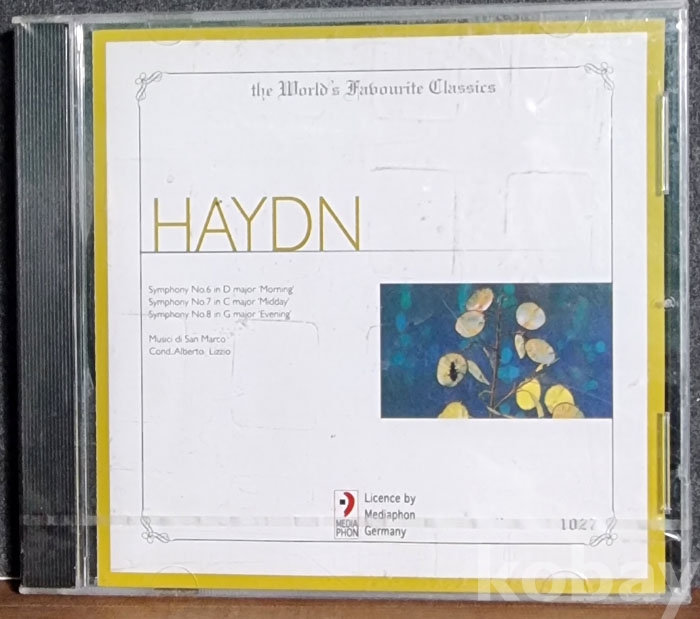 the World's Favourite Classics
HAYDN
Symphony No.6 in D major 'Morning'
Symphony No.7 in C major 'Midday'
Symphony No.8 in G major 'Evening'
Musici di San Marco
Cond. Alberto Lizzio
MEDIA
PHON
Licence by
Mediaphon
Germany
1027
kobay